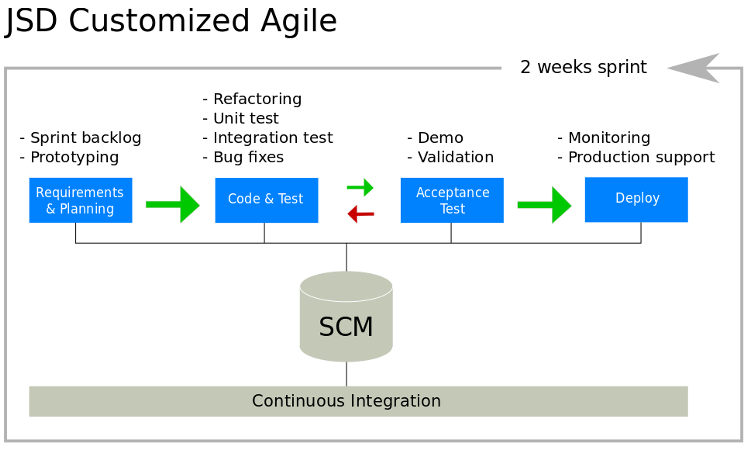 JSD Customized Agile
2 weeks sprint
- Refactoring
- Unit test
- Integration test
- Bug fixes
- Sprint backlog
- Prototyping
- Demo
- Validation
- Monitoring
- Production support
Requirements
& Planning
Code & Test
Acceptance
Test
Deploy
SCM
Continuous Integration